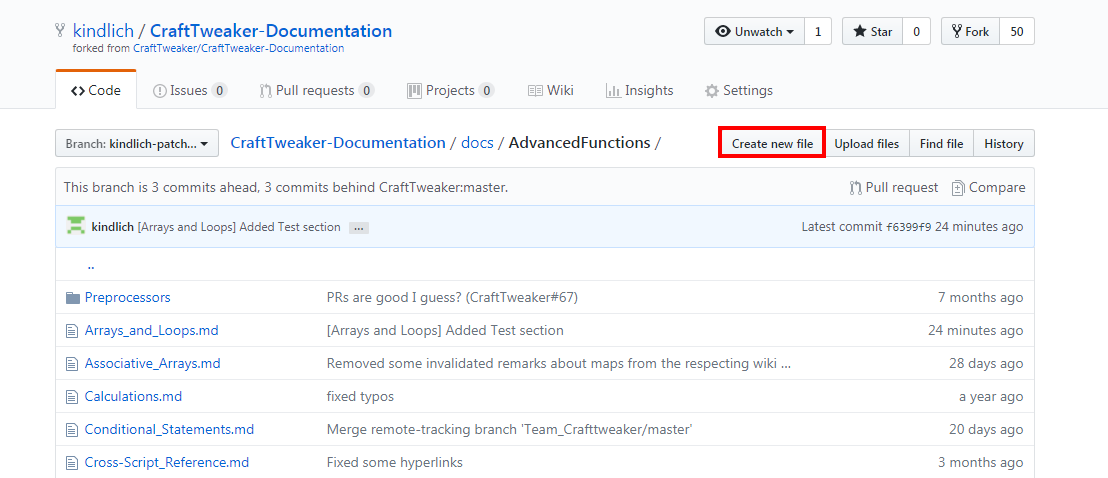 kindlich / CraftTweaker-Documentation
Unwatch 1 Star 0 Fork 50
forked from CraftTweaker/CraftTweaker-Documentation
Code Issues 0 Pull requests 0 Projects 0 Wiki Insights Settings
Branch: kindlich-patch... CraftTweaker-Documentation / docs / AdvancedFunctions / Create new file Upload files Find file History
This branch is 3 commits ahead, 3 commits behind CraftTweaker:master. Pull request Compare
kindlich [Arrays and Loops] Added Test section ... Latest commit f6399f9 24 minutes ago
..
Preprocessors PRs are good I guess? (CraftTweaker#67) 7 months ago
Arrays_and_Loops.md [Arrays and Loops] Added Test section 24 minutes ago
Associative_Arrays.md Removed some invalidated remarks about maps from the respecting wiki ... 28 days ago
Calculations.md fixed typos a year ago
Conditional_Statements.md Merge remote-tracking branch 'Team_Crafttweaker/master' 20 days ago
Cross-Script_Reference.md Fixed some hyperlinks 3 months ago